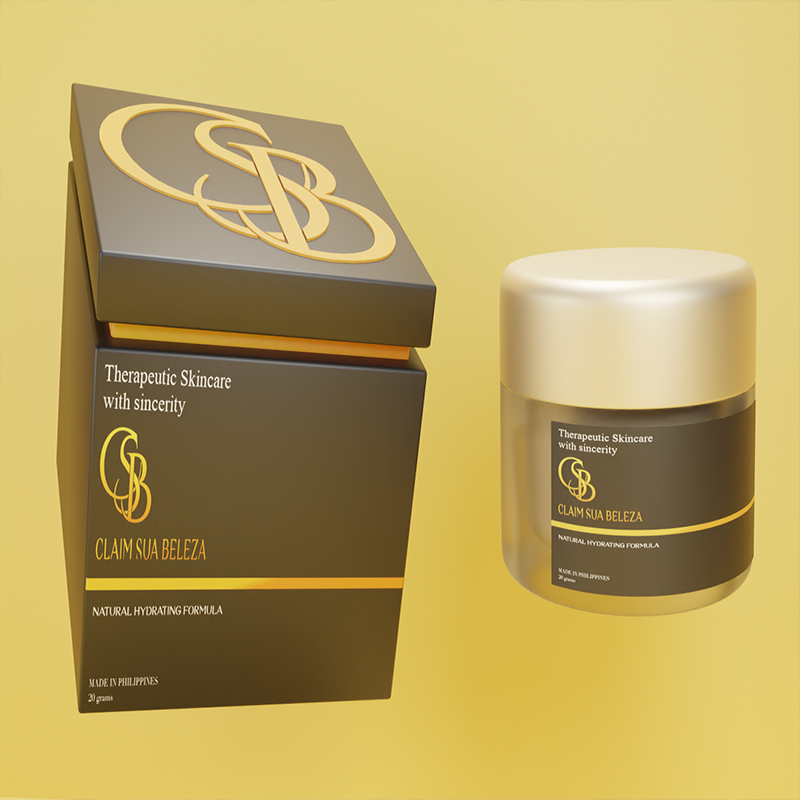 CSB
Therapeutic Skincare
with sincerity
CSB
CLAIM SUA BELEZA
NATURAL HYDRATING FORMULA
MADE IN PHILIPPINES
20 grams
Therapeutic Skincare
with sincerity
CSB
CLAIM SUA BELEZA
NATURAL HYDRATING FORMULA
MADE IN PHILIPPINES
20 grams